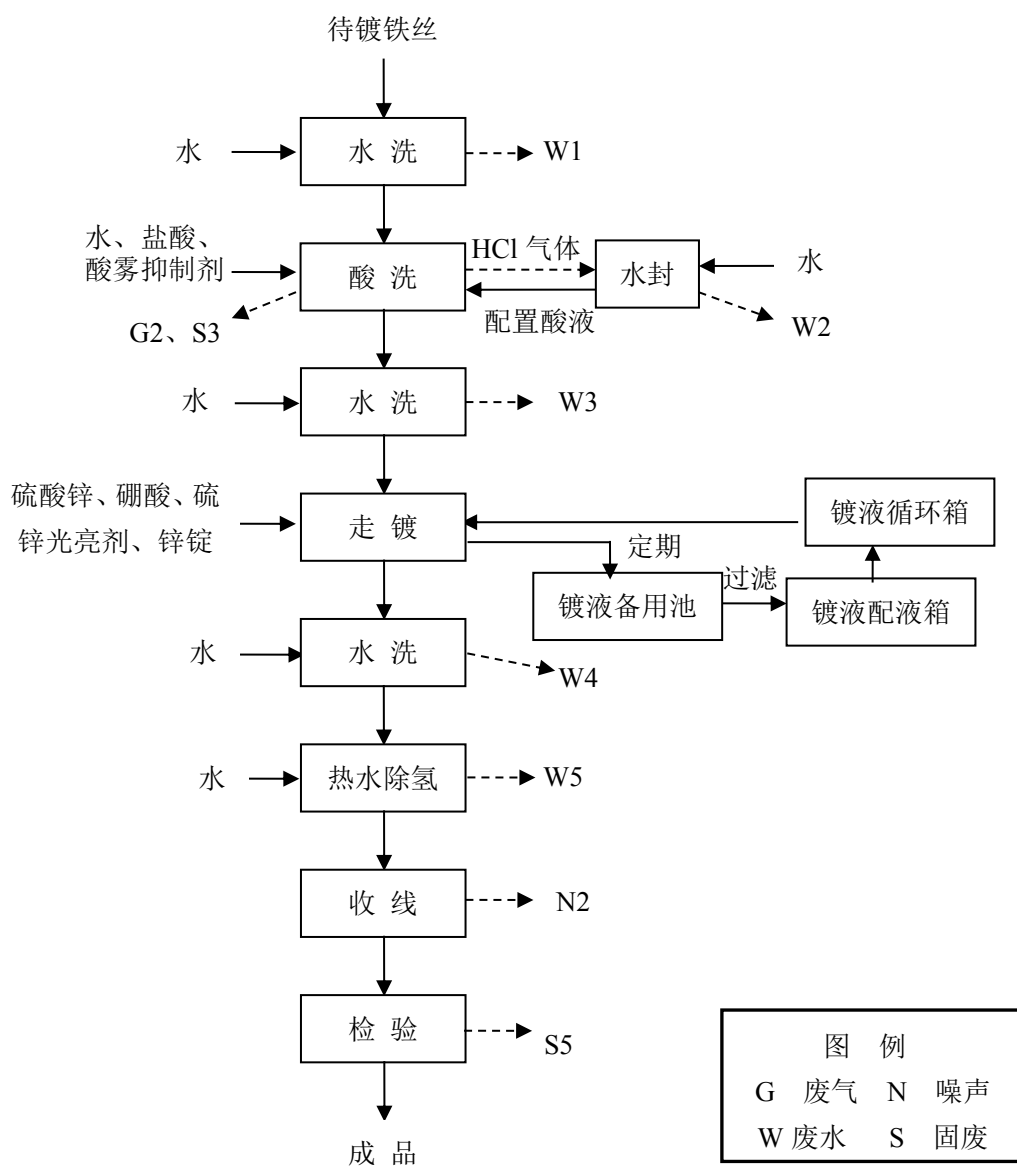 待镀铁丝
水
水 洗
W1
水、盐酸、
酸雾抑制剂
酸 洗
HCl 气体
配置酸液
水封
水
W2
G2、S3
水
水 洗
W3
硫酸锌、硼酸、硫
锌光亮剂、锌锭
走 镀
镀液循环箱
定期
镀液备用池
过滤
镀液配液箱
水
水 洗
W4
水
热水除氢
W5
收 线
N2
检 验
S5
成 品
图 例
G 废气 N 噪声
W 废水 S 固废